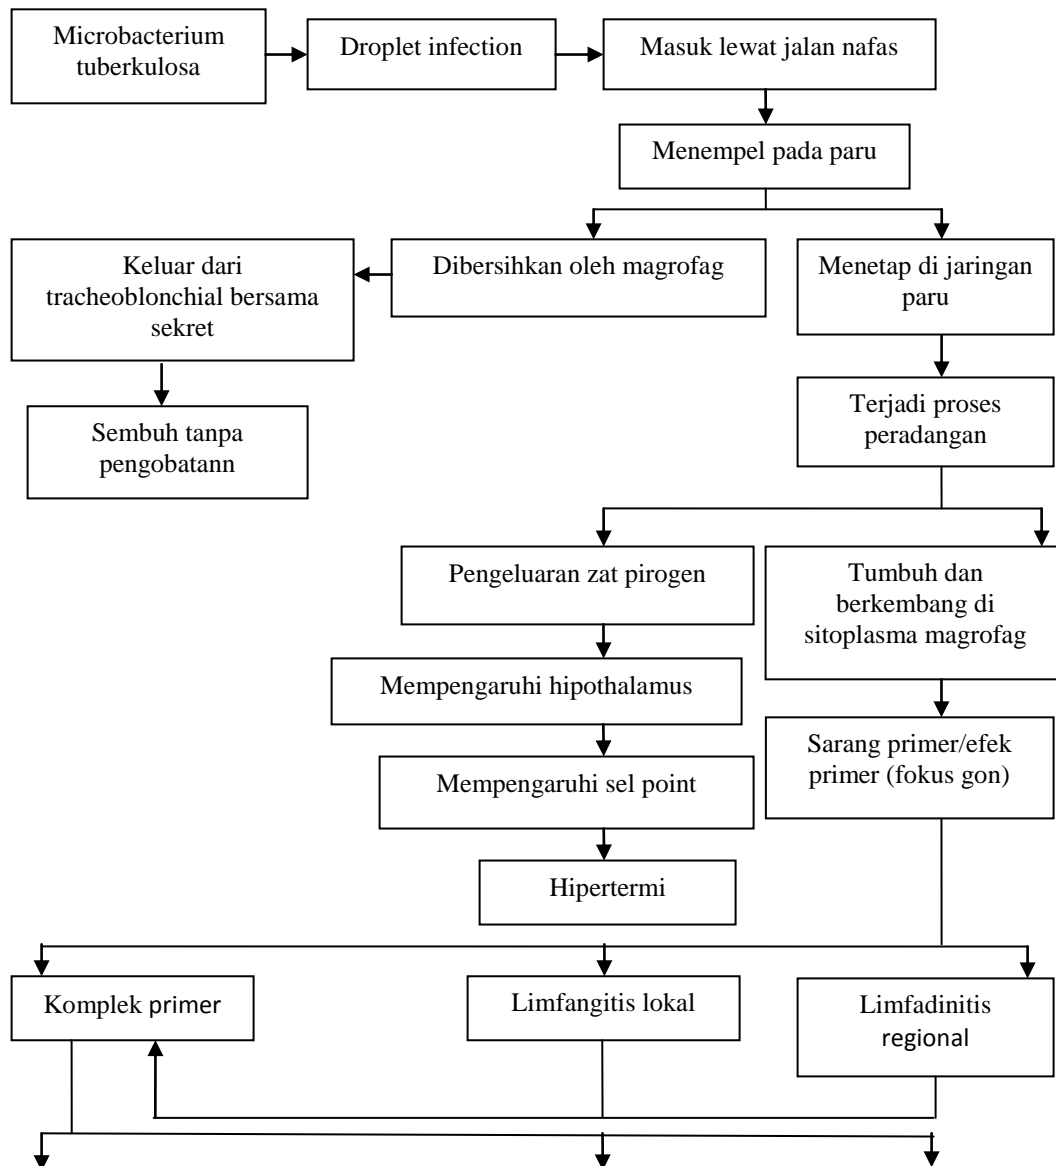 Microbacterium
tuberkulosa
Droplet infection
Masuk lewat jalan nafas
Menempel pada paru
Keluar dari
tracheoblonchial bersama
sekret
Dibersihkan oleh magrofag
Menetap di jaringan
paru
Sembuh tanpa
pengobatann
Terjadi proses
peradangan
Pengeluaran zat pirogen
Tumbuh dan
berkembang di
sitoplasma magrofag
Mempengaruhi hipothalamus
Sarang primer/efek
primer (fokus gon)
Mempengaruhi sel point
Hipertermi
Komplek primer
Limfangitis lokal
Limfadinitis
regional